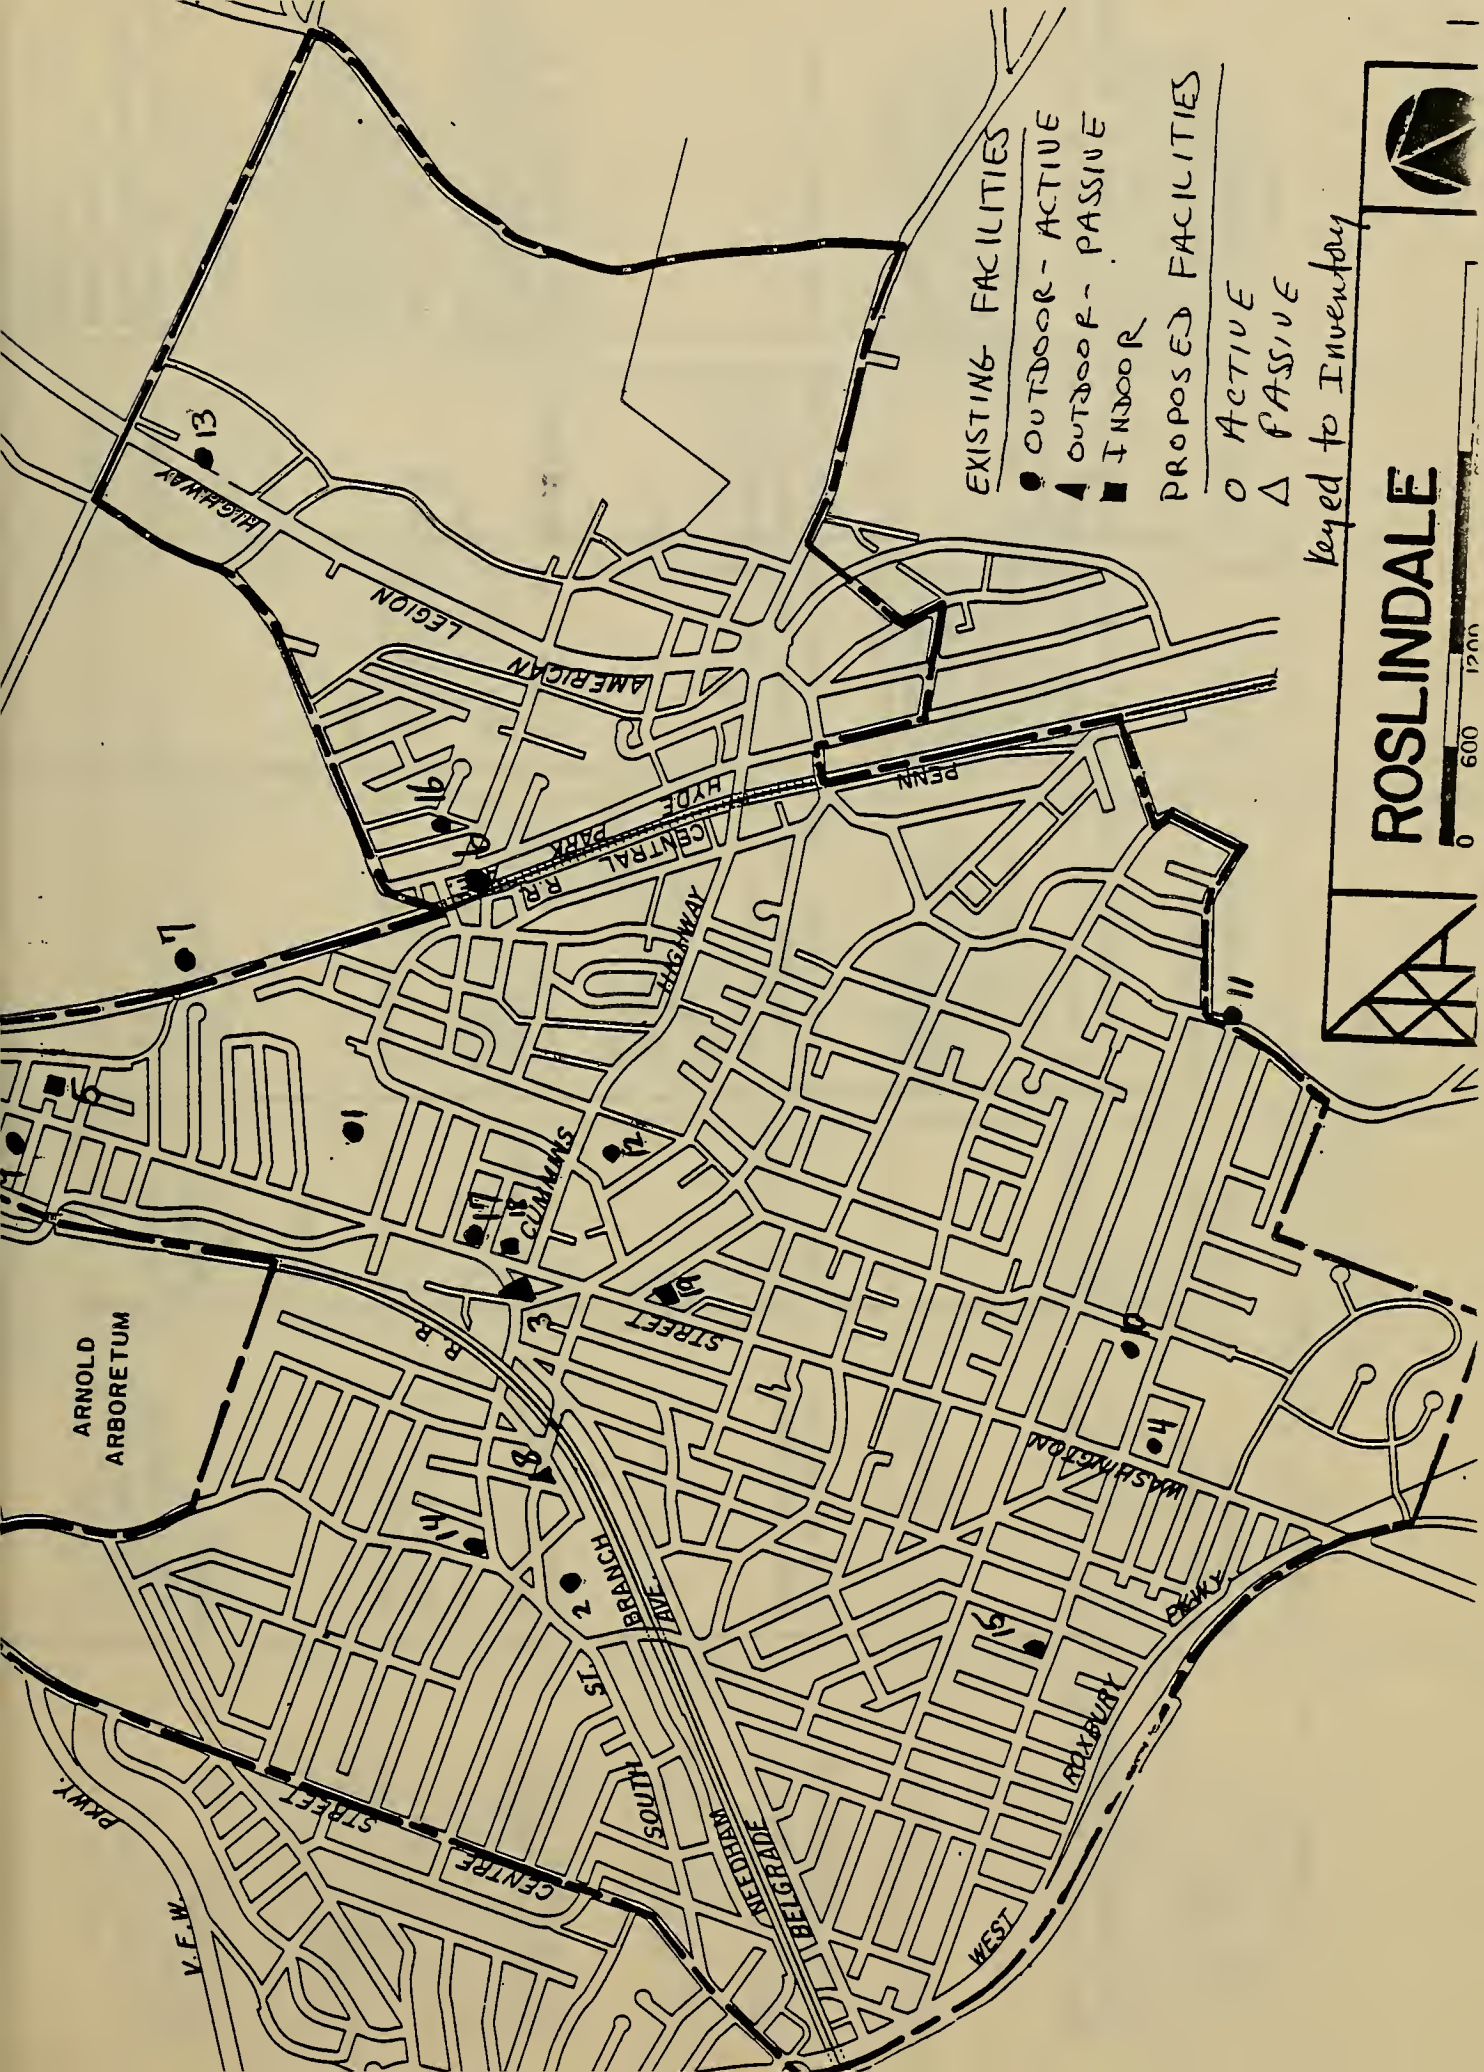 EXISTING FACILITIES
OUTDOOR - ACTIVE
OUTDOOR - PASSIVE
INDOOR
PROPOSED FACILITIES
ACTIVE
PASSIVE
Keyed to Inventory
ROSLINDALE
0 600 1200
ARNOLD
ARBORETUM
V.F.W. PKWY.
CENTRE STREET
SOUTH ST.
NEEDHAM BRANCH R.R.
BELGRADE AVE.
WEST ROXBURY PKWY
WASHINGTON STREET
CUMMINS HIGHWAY
HYDE PARK AVE
PENN CENTRAL R.R.
AMERICAN LEGION HIGHWAY
1
2
3
4
5
7
8
10
11
12
13
14
15
16
17
18
19